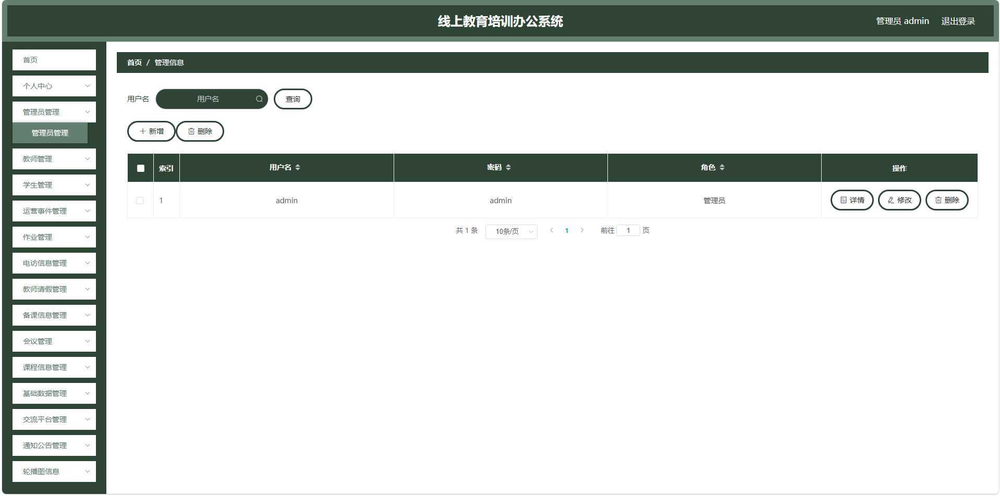 线上教育培训办公系统
管理员 admin 退出登录
首页
个人中心
管理员管理
管理员管理
教师管理
学生管理
运营事件管理
作业管理
电访信息管理
教师请假管理
备课信息管理
会议管理
课程信息管理
基础数据管理
交流平台管理
通知公告管理
轮播图信息
首页 / 管理信息
用户名 用户名 查询
新增 删除
索引 用户名 密码 角色 操作
1 admin admin 管理员 详情 修改 删除
共 1 条 10条/页 1 前往 1 页